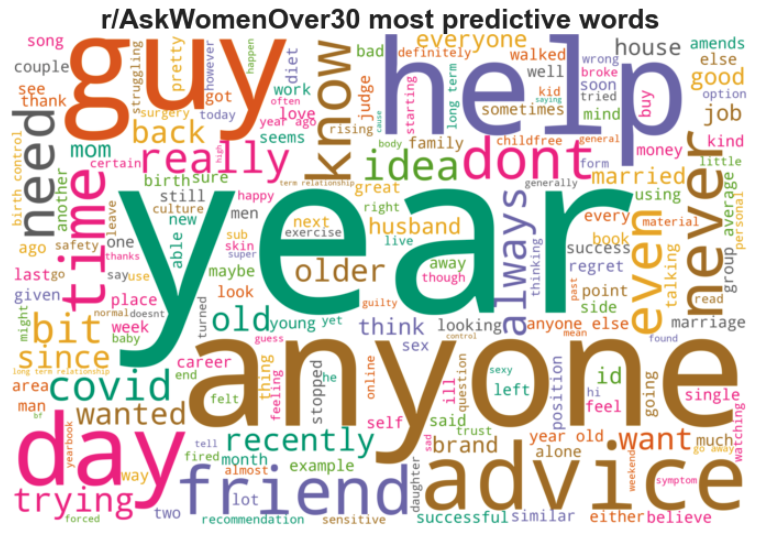 r/AskWomenOver30 most predictive words
song
guy
struggling
pretty
however
happen
know
bad
everyone
definitely
walked
help
long term
well
wrong
broke
soon
tried
kid
saying
house
amends
else
good
option
couple
see
thank
surgery
today
often
got
diet
work
love
year ago
judge
starting
cause
sometimes
mind
buy
job
need
back
mom
really
seems
rising
idea
body
family
dont
childfree
general
form
money
kind
little
never
birth control
another
time
certain
birth
sure
high
term relationship
happy
great
right
generally
married
using
every
material
average
personal
group
leave
culture
still
men
next
exercise
husband
live
always
even
book
success
ago
safety
thanks
one
able
new
sub
skin
super
away
though
thinking
regret
talking
read
year
last
go
say
use
maybe
older
past
point
side
given
place
normal
doesnt
look
guilty
looking
anyone else
marriage
might
bit
week
baby
turned
old
young
yet
think
sex
control
mean
found
since
long term relationship
career
guess
anyone
area
covid
end
thing
feeling
he
online
ill
question
sexy
left
hi
position
id
feel
going
single
man
bf
wanted
felt
stopped
self
said
trust
much
watching
day
yearbook
tell
fired
recently
sad
brand
year old
alone
want
go away
way
month
almost
example
daughter
advice
weekend
symptom
trying
friend
forced
two
lot
recommendation
sensitive
successful
similar
either
believe